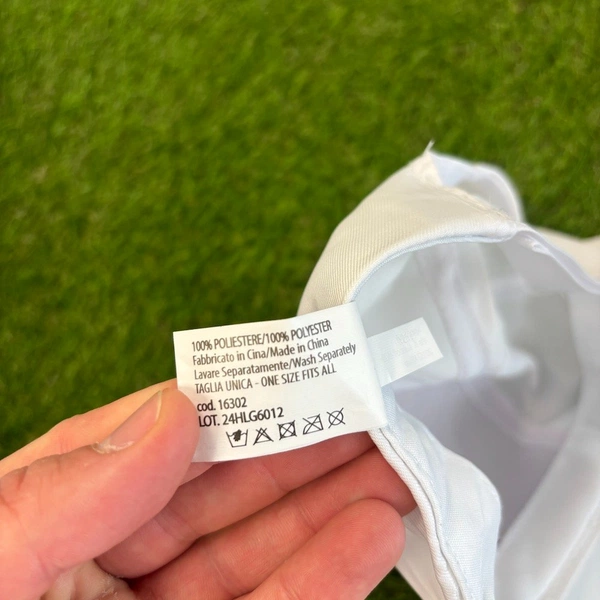 100% POLIESTERE/100% POLYESTER
Fabbricato in Cina/Made in China
Lavare Separatamente/Wash Separately
TAGLIA UNICA - ONE SIZE FITS ALL
cod. 16302
LOT. 24HLG6012